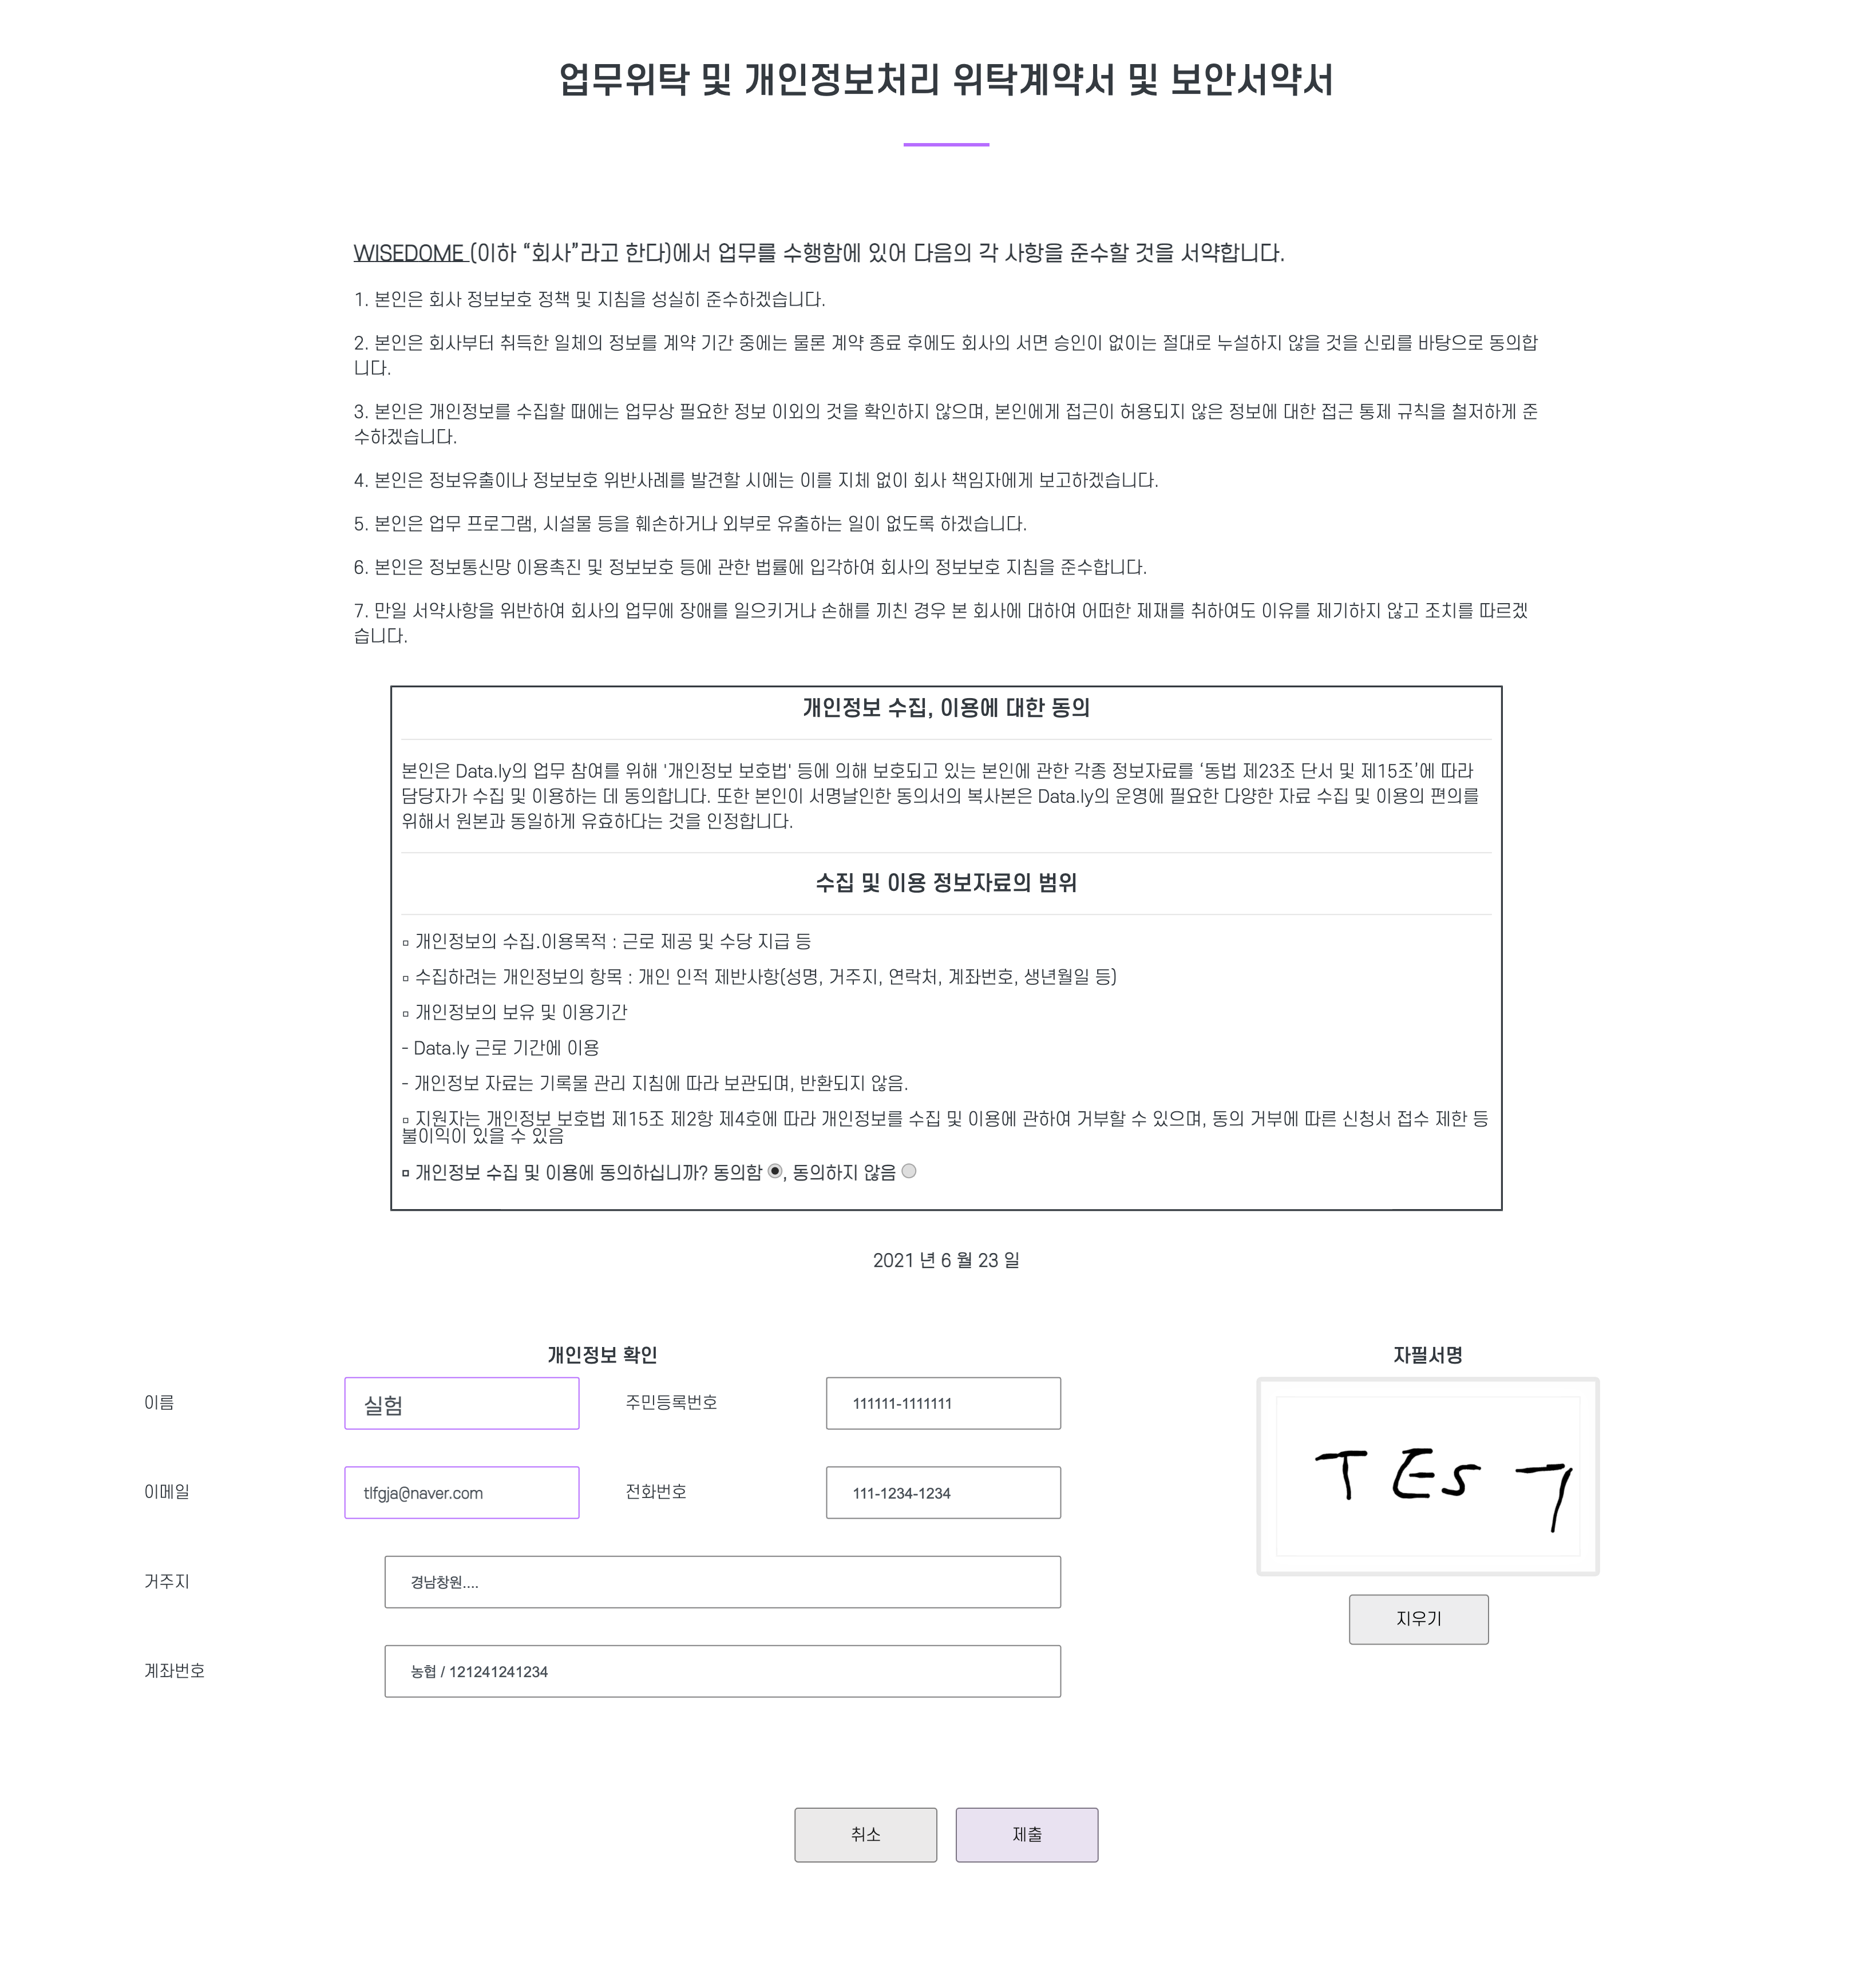 업무위탁 및 개인정보처리 위탁계약서 및 보안서약서
WISEDOME (이하 “회사”라고 한다)에서 업무를 수행함에 있어 다음의 각 사항을 준수할 것을 서약합니다.
1. 본인은 회사 정보보호 정책 및 지침을 성실히 준수하겠습니다.
2. 본인은 회사부터 취득한 일체의 정보를 계약 기간 중에는 물론 계약 종료 후에도 회사의 서면 승인이 없이는 절대로 누설하지 않을 것을 신뢰를 바탕으로 동의합
니다.
3. 본인은 개인정보를 수집할 때에는 업무상 필요한 정보 이외의 것을 확인하지 않으며, 본인에게 접근이 허용되지 않은 정보에 대한 접근 통제 규칙을 철저하게 준
수하겠습니다.
4. 본인은 정보유출이나 정보보호 위반사례를 발견할 시에는 이를 지체 없이 회사 책임자에게 보고하겠습니다.
5. 본인은 업무 프로그램, 시설물 등을 훼손하거나 외부로 유출하는 일이 없도록 하겠습니다.
6. 본인은 정보통신망 이용촉진 및 정보보호 등에 관한 법률에 입각하여 회사의 정보보호 지침을 준수합니다.
7. 만일 서약사항을 위반하여 회사의 업무에 장애를 일으키거나 손해를 끼친 경우 본 회사에 대하여 어떠한 제재를 취하여도 이유를 제기하지 않고 조치를 따르겠
습니다.
개인정보 수집, 이용에 대한 동의
본인은 Data.ly의 업무 참여를 위해 '개인정보 보호법' 등에 의해 보호되고 있는 본인에 관한 각종 정보자료를 ‘동법 제23조 단서 및 제15조’에 따라
담당자가 수집 및 이용하는 데 동의합니다. 또한 본인이 서명날인한 동의서의 복사본은 Data.ly의 운영에 필요한 다양한 자료 수집 및 이용의 편의를
위해서 원본과 동일하게 유효하다는 것을 인정합니다.
수집 및 이용 정보자료의 범위
▫ 개인정보의 수집.이용목적 : 근로 제공 및 수당 지급 등
▫ 수집하려는 개인정보의 항목 : 개인 인적 제반사항(성명, 거주지, 연락처, 계좌번호, 생년월일 등)
▫ 개인정보의 보유 및 이용기간
- Data.ly 근로 기간에 이용
- 개인정보 자료는 기록물 관리 지침에 따라 보관되며, 반환되지 않음.
▫ 지원자는 개인정보 보호법 제15조 제2항 제4호에 따라 개인정보를 수집 및 이용에 관하여 거부할 수 있으며, 동의 거부에 따른 신청서 접수 제한 등
불이익이 있을 수 있음
▫ 개인정보 수집 및 이용에 동의하십니까? 동의함 , 동의하지 않음
2021 년 6 월 23 일
개인정보 확인
이름 실험 주민등록번호 111111-1111111
이메일 tlfgja@naver.com 전화번호 111-1234-1234
거주지 경남창원....
계좌번호 농협 / 121241241234
자필서명
TEST
지우기
취소 제출